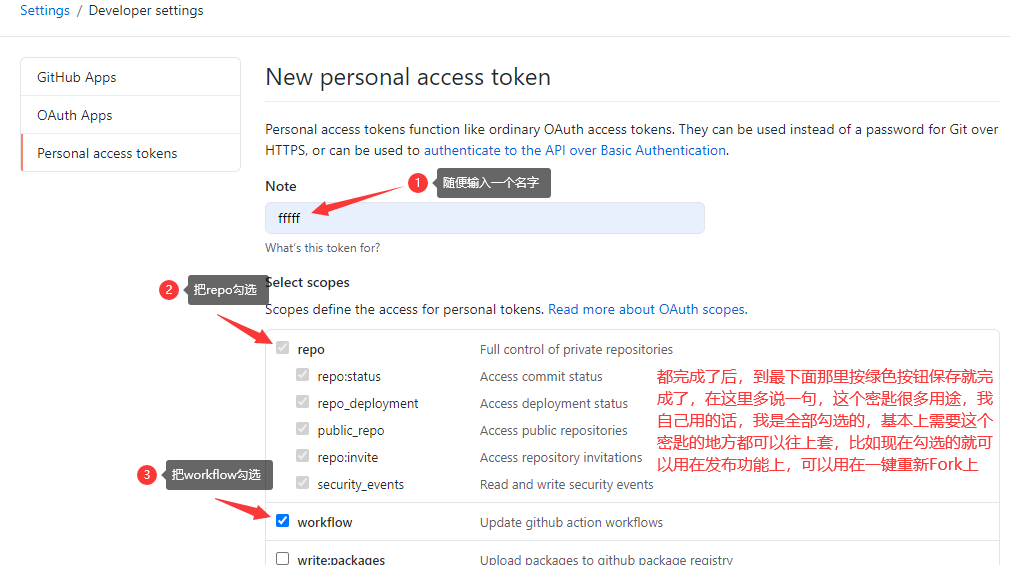 Settings / Developer settings
GitHub Apps
OAuth Apps
Personal access tokens
New personal access token
Personal access tokens function like ordinary OAuth access tokens. They can be used instead of a password for Git over
HTTPS, or can be used to authenticate to the API over Basic Authentication.
Note
1 随便输入一个名字
fffff
What's this token for?
2 把repo勾选
Select scopes
Scopes define the access for personal tokens. Read more about OAuth scopes.
repo Full control of private repositories
repo:status Access commit status
repo_deployment Access deployment status
public_repo Access public repositories
repo:invite Access repository invitations
security_events Read and write security events
都完成了后，到最下面那里按绿色按钮保存就完
成了，在这里多说一句，这个密匙很多用途，我
自己用的话，我是全部勾选的，基本上需要这个
密匙的地方都可以往上套，比如现在勾选的就可
以用在发布功能上，可以用在一键重新Fork上
3 把workflow勾选
workflow Update github action workflows
write:packages Upload packages to github package registry